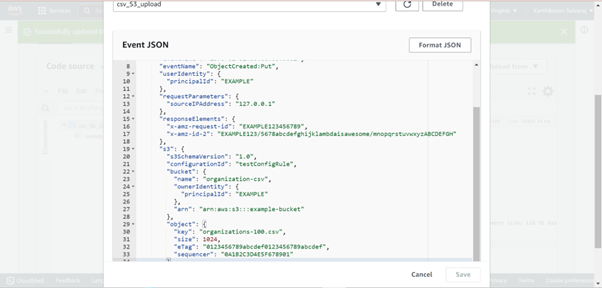 csv_53_upload
Delete
Event JSON
Format JSON
8 "eventName": "ObjectCreated:Put",
9 "userIdentity": {
10 "principalId": "EXAMPLE"
11 },
12 "requestParameters": {
13 "sourceIPAddress": "127.0.0.1"
14 },
15 "responseElements": {
16 "x-amz-request-id": "EXAMPLE123456789",
17 "x-amz-id-2": "EXAMPLE123/5678abcdefghijklambdaisawesome/mnopqrstuvwxyzABCDEFGH"
18 },
19 "s3": {
20 "s3SchemaVersion": "1.0",
21 "configurationId": "testConfigRule",
22 "bucket": {
23 "name": "organization-csv",
24 "ownerIdentity": {
25 "principalId": "EXAMPLE"
26 },
27 "arn": "arn:aws:s3:::example-bucket"
28 },
29 "object": {
30 "key": "organizations-100.csv",
31 "size": 1024,
32 "eTag": "0123456789abcdef0123456789abcdef",
33 "sequencer": "0A1B2C3D4E5F678901"
Code source
Cancel
Save